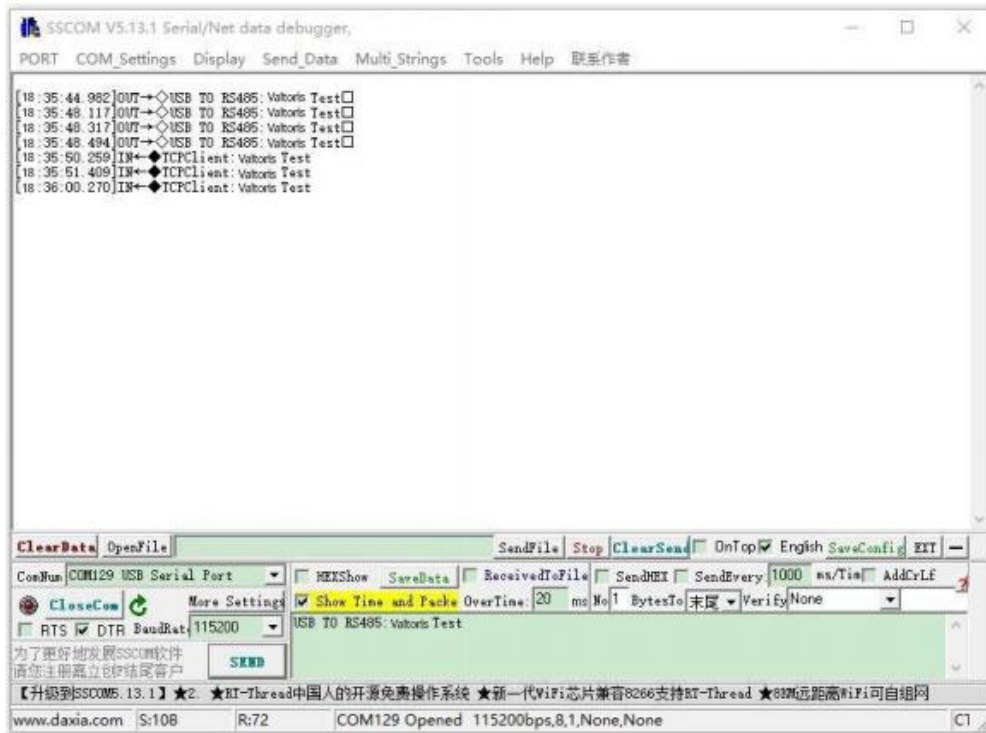 SSCOM V5.13.1 Serial/Net data debugger,
PORT COM_Settings Display Send_Data Multi_Strings Tools Help 联系作者
[18:35:44.982]OUT→◇USB TO RS485: Valtoris Test□
[18:35:48.117]OUT→◇USB TO RS485: Valtoris Test□
[18:35:48.317]OUT→◇USB TO RS485: Valtoris Test□
[18:35:48.494]OUT→◇USB TO RS485: Valtoris Test□
[18:35:50.259]IN←◆TCPClient: Valtoris Test
[18:35:51.409]IN←◆TCPClient: Valtoris Test
[18:36:00.270]IN←◆TCPClient: Valtoris Test
ClearData OpenFile SendFile Stop ClearSend OnTop English SaveConfig EXT —
ComNum COM129 USB Serial Port HEXShow SaveData ReceivedToFile SendHEX SendEvery: 1000 ms/Tim AddCrLf
CloseCom More Settings Show Time and Packe OverTime: 20 ms No 1 BytesTo 末尾 Verify None
RTS DTR BaudRat: 115200 USB TO RS485: Valtoris Test
为了更好地发展SSCOM软件
请您注册嘉立创 结尾客户 SEND
【升级到SSCOM5.13.1】★2. ★RT-Thread中国人的开源免费操作系统 ★新一代WiFi芯片兼容8266支持RT-Thread ★8KM远距离WiFi可自组网
www.daxia.com S:108 R:72 COM129 Opened 115200bps,8,1,None,None